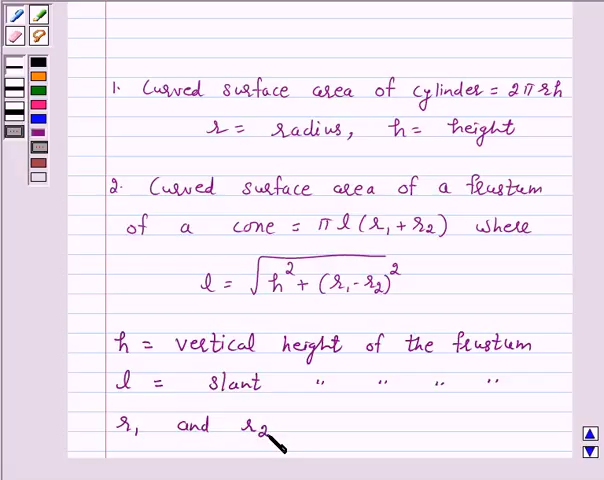 1. Curved surface area of cylinder = 2πrh
r = radius, h = height
2. Curved surface area of a frustum
of a cone = πl(r₁ + r₂) where
l = √h² + (r₁ - r₂)²
h = vertical height of the frustum
l = slant " " " "
r₁ and r₂